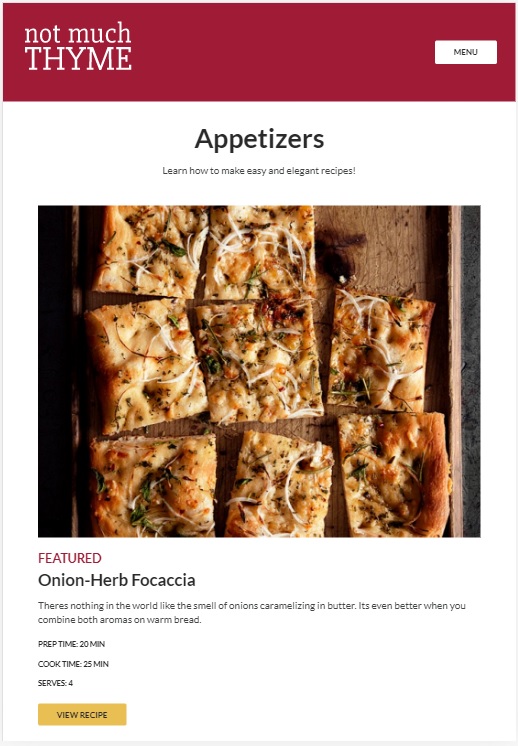 not much
THYME
MENU
Appetizers
Learn how to make easy and elegant recipes!
FEATURED
Onion-Herb Focaccia
Theres nothing in the world like the smell of onions caramelizing in butter. Its even better when you
combine both aromas on warm bread.
PREP TIME: 20 MIN
COOK TIME: 25 MIN
SERVES: 4
VIEW RECIPE